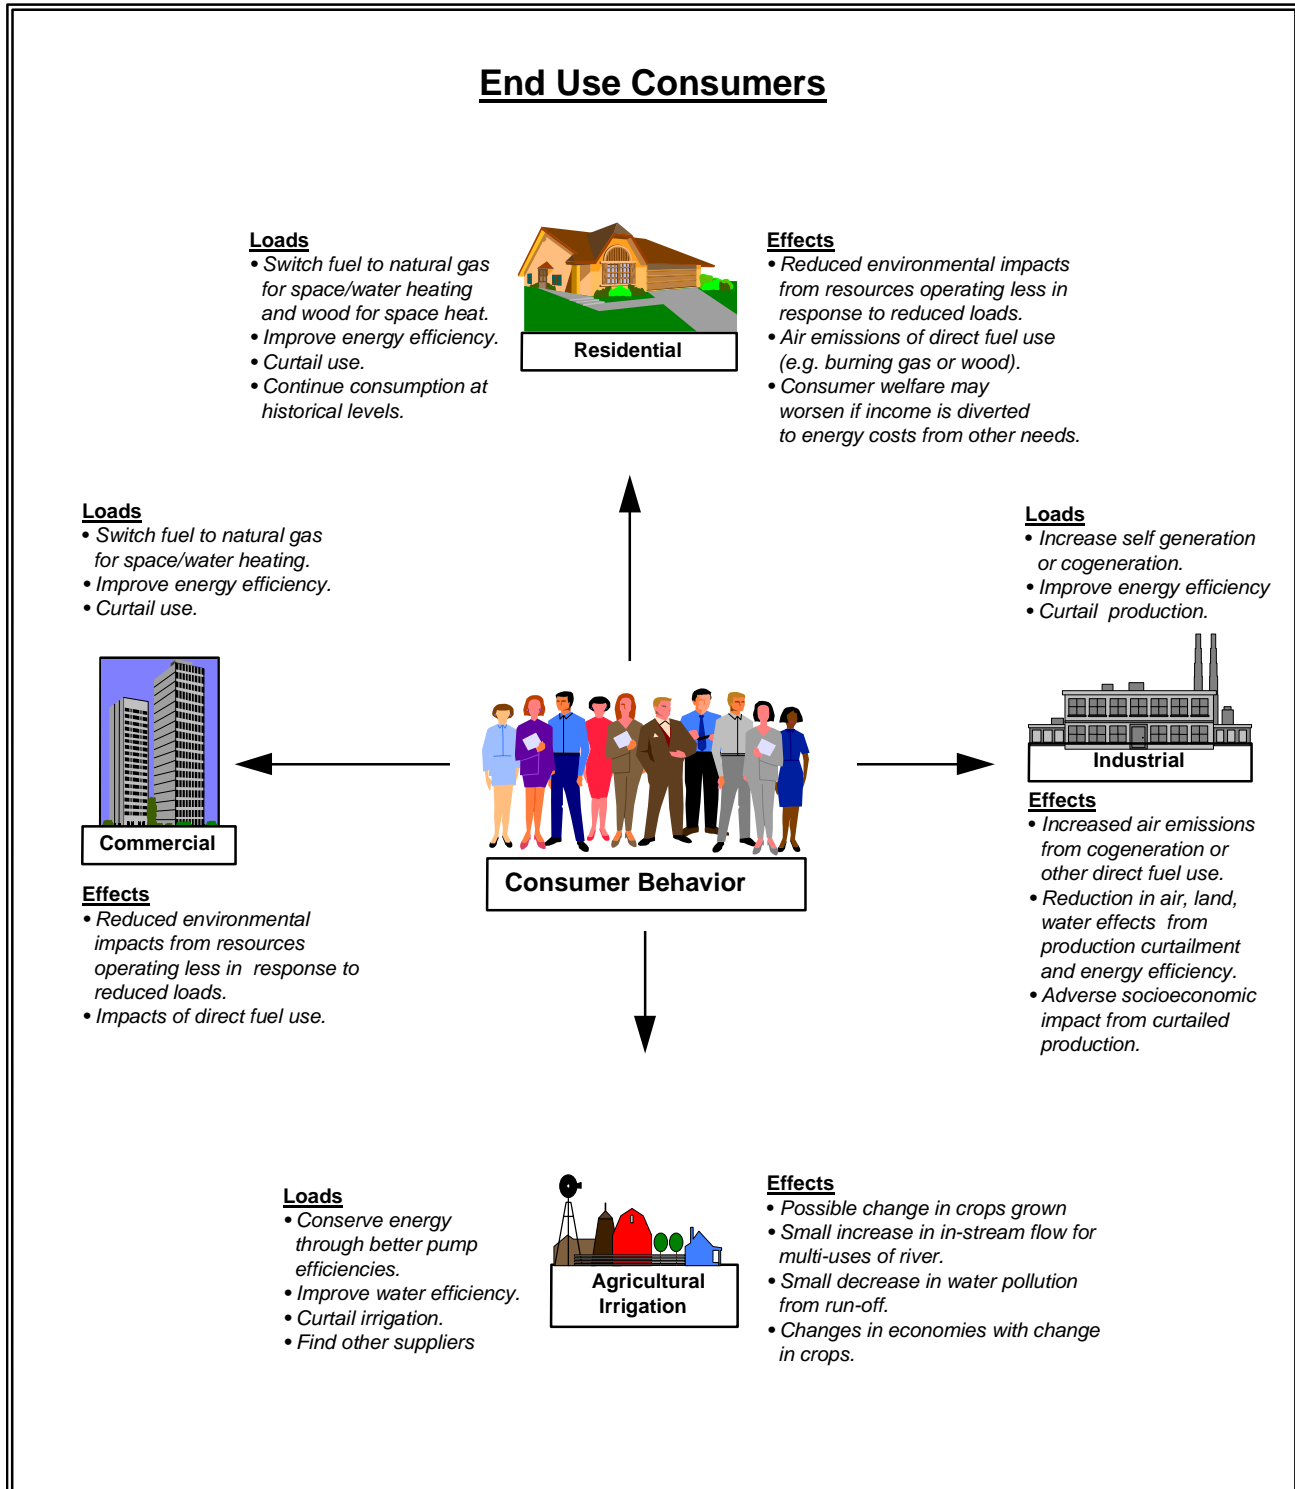 End Use Consumers
Loads
• Switch fuel to natural gas
for space/water heating
and wood for space heat.
• Improve energy efficiency.
• Curtail use.
• Continue consumption at
historical levels.
Residential
Effects
• Reduced environmental impacts
from resources operating less in
response to reduced loads.
• Air emissions of direct fuel use
(e.g. burning gas or wood).
• Consumer welfare may
worsen if income is diverted
to energy costs from other needs.
Loads
• Switch fuel to natural gas
for space/water heating.
• Improve energy efficiency.
• Curtail use.
Commercial
Effects
• Reduced environmental
impacts from resources
operating less in response to
reduced loads.
• Impacts of direct fuel use.
Consumer Behavior
Loads
• Increase self generation
or cogeneration.
• Improve energy efficiency
• Curtail production.
Industrial
Effects
• Increased air emissions
from cogeneration or
other direct fuel use.
• Reduction in air, land,
water effects from
production curtailment
and energy efficiency.
• Adverse socioeconomic
impact from curtailed
production.
Loads
• Conserve energy
through better pump
efficiencies.
• Improve water efficiency.
• Curtail irrigation.
• Find other suppliers
Agricultural
Irrigation
Effects
• Possible change in crops grown
• Small increase in in-stream flow for
multi-uses of river.
• Small decrease in water pollution
from run-off.
• Changes in economies with change
in crops.